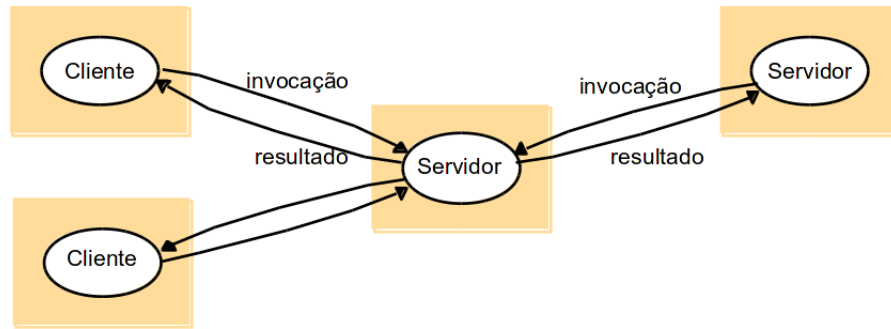 Cliente
invocação
resultado
Servidor
invocação
resultado
Servidor
Cliente